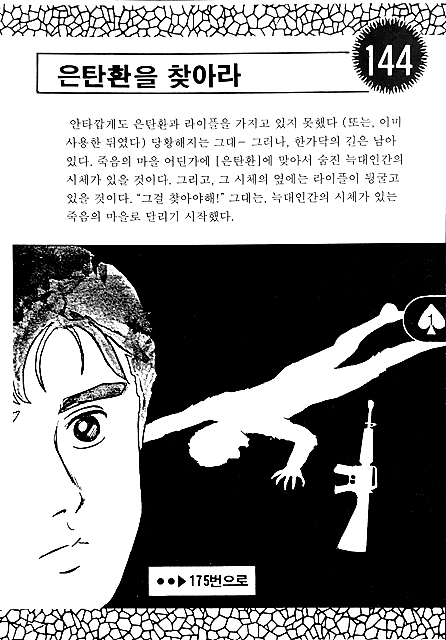 144
은탄환을 찾아라
안타깝게도 은탄환과 라이플을 가지고 있지 못했다 (또는, 이미
사용한 뒤였다) 당황해지는 그대- 그러나, 한가닥의 길은 남아
있다. 죽음의 마을 어딘가에 [은탄환]에 맞아서 숨진 늑대인간의
시체가 있을 것이다. 그리고, 그 시체의 옆에는 라이플이 뒹굴고
있을 것이다. "그걸 찾아야해!" 그대는, 늑대인간의 시체가 있는
죽음의 마을로 달리기 시작했다.
1
●●▶175번으로